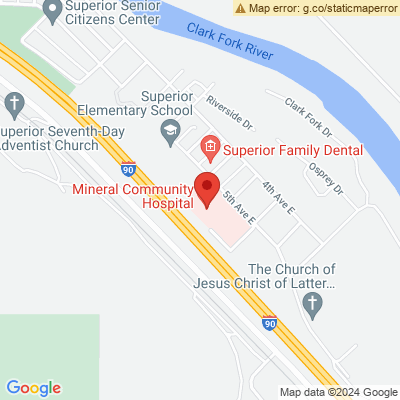 Map error: g.co/staticmaperror
Superior Senior
Citizens Center
Clark Fork River
Superior
Elementary School
Riverside Dr
Clark Fork Dr
Superior Seventh-Day
Adventist Church
Superior Family Dental
Osprey Dr
90
Mineral Community
Hospital
5th Ave E
4th Ave E
The Church of
Jesus Christ of Latter...
90
Google
Map data ©2024 Google